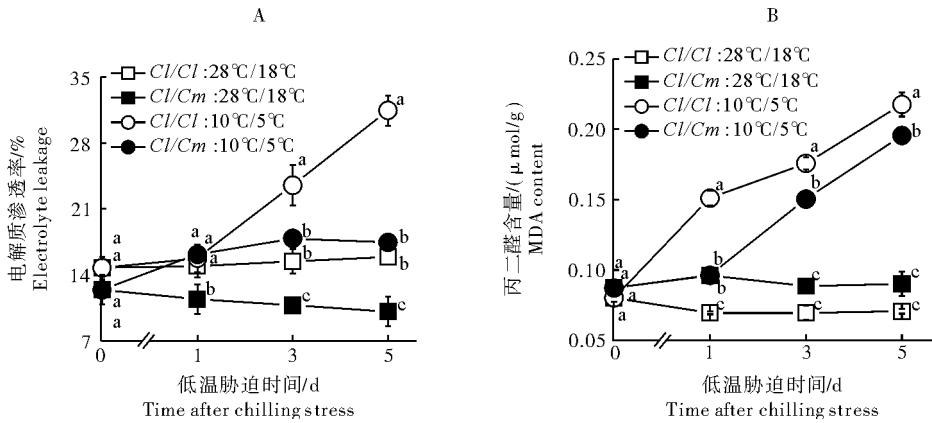 A
电解质渗透率/%
Electrolyte leakage
35
28
21
14
7
Cl/Cl :28℃/18℃
Cl/Cm :28℃/18℃
Cl/Cl :10℃/5℃
Cl/Cm :10℃/5℃
a
a
a
a
a
a
b
a
b
b
c
a
b
b
c
0
1
3
5
低温胁迫时间/d
Time after chilling stress
B
丙二醛含量/(μmol/g)
MDA content
0.25
0.20
0.15
0.10
0.05
Cl/Cl :28℃/18℃
Cl/Cm :28℃/18℃
Cl/Cl :10℃/5℃
Cl/Cm :10℃/5℃
a
a
a
a
a
b
b
c
a
b
c
c
a
b
c
c
0
1
3
5
低温胁迫时间/d
Time after chilling stress